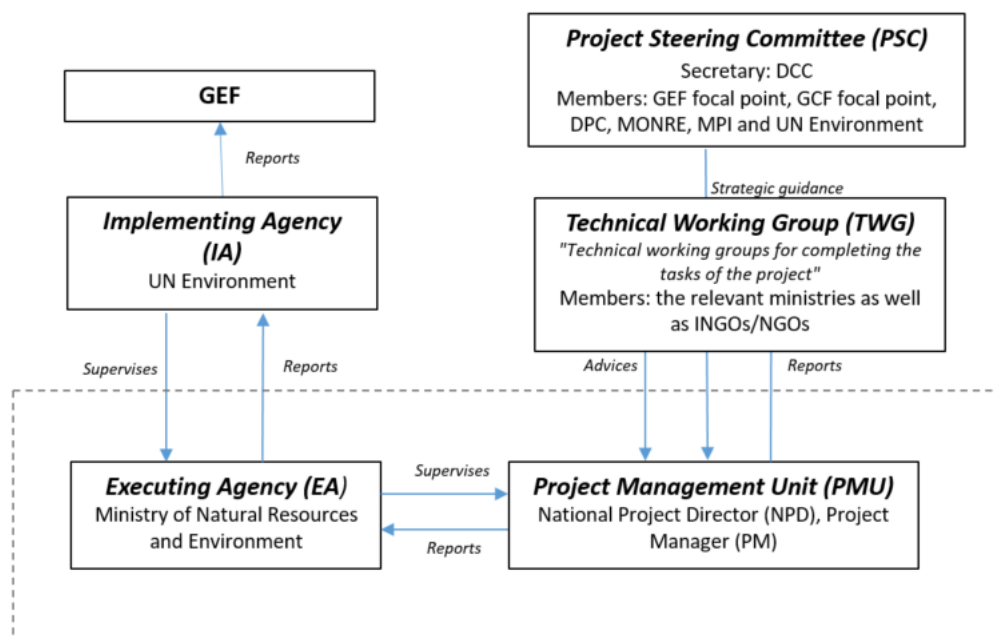 Project Steering Committee (PSC)
Secretary: DCC
Members: GEF focal point, GCF focal point,
DPC, MONRE, MPI and UN Environment
GEF
Reports
Strategic guidance
Implementing Agency
(IA)
UN Environment
Technical Working Group (TWG)
"Technical working groups for completing the
tasks of the project"
Members: the relevant ministries as well
as INGOs/NGOs
Supervises
Reports
Advices
Reports
Executing Agency (EA)
Ministry of Natural Resources
and Environment
Supervises
Reports
Project Management Unit (PMU)
National Project Director (NPD), Project
Manager (PM)